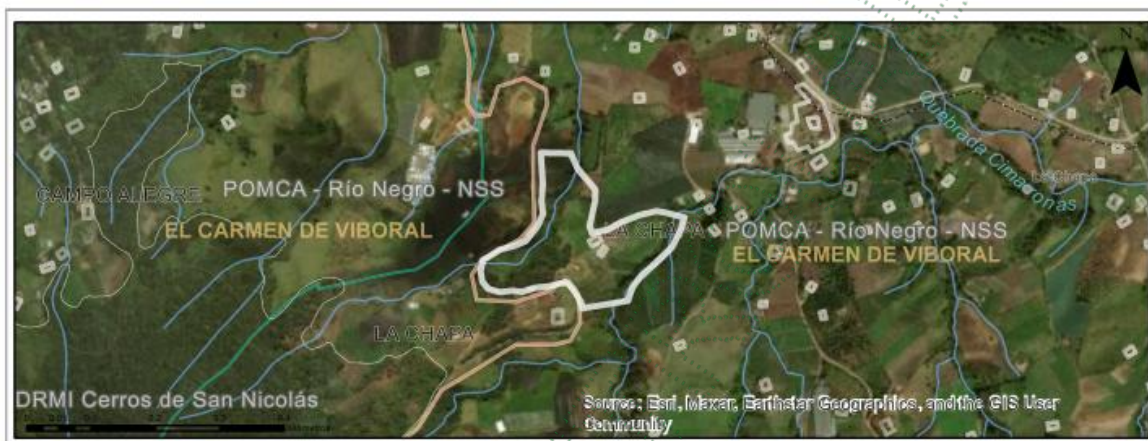 N
Quebrada Cimarronas
CAMPO ALEGRE
POMCA - Río Negro - NSS
EL CARMEN DE VIBORAL
LA CHAPA
POMCA - Río Negro - NSS
EL CARMEN DE VIBORAL
LA CHAPA
DRMI Cerros de San Nicolás
Source: Esri, Maxar, Earthstar Geographics, and the GIS User
Community